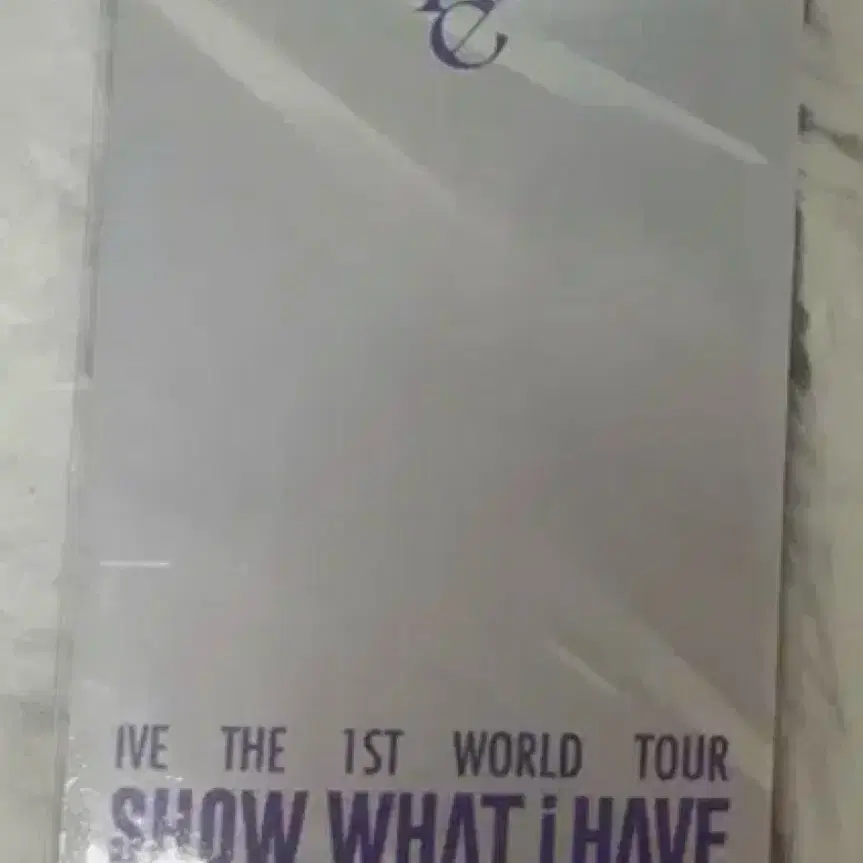 e
IVE THE 1ST WORLD TOUR
SHOW WHAT i HAVE